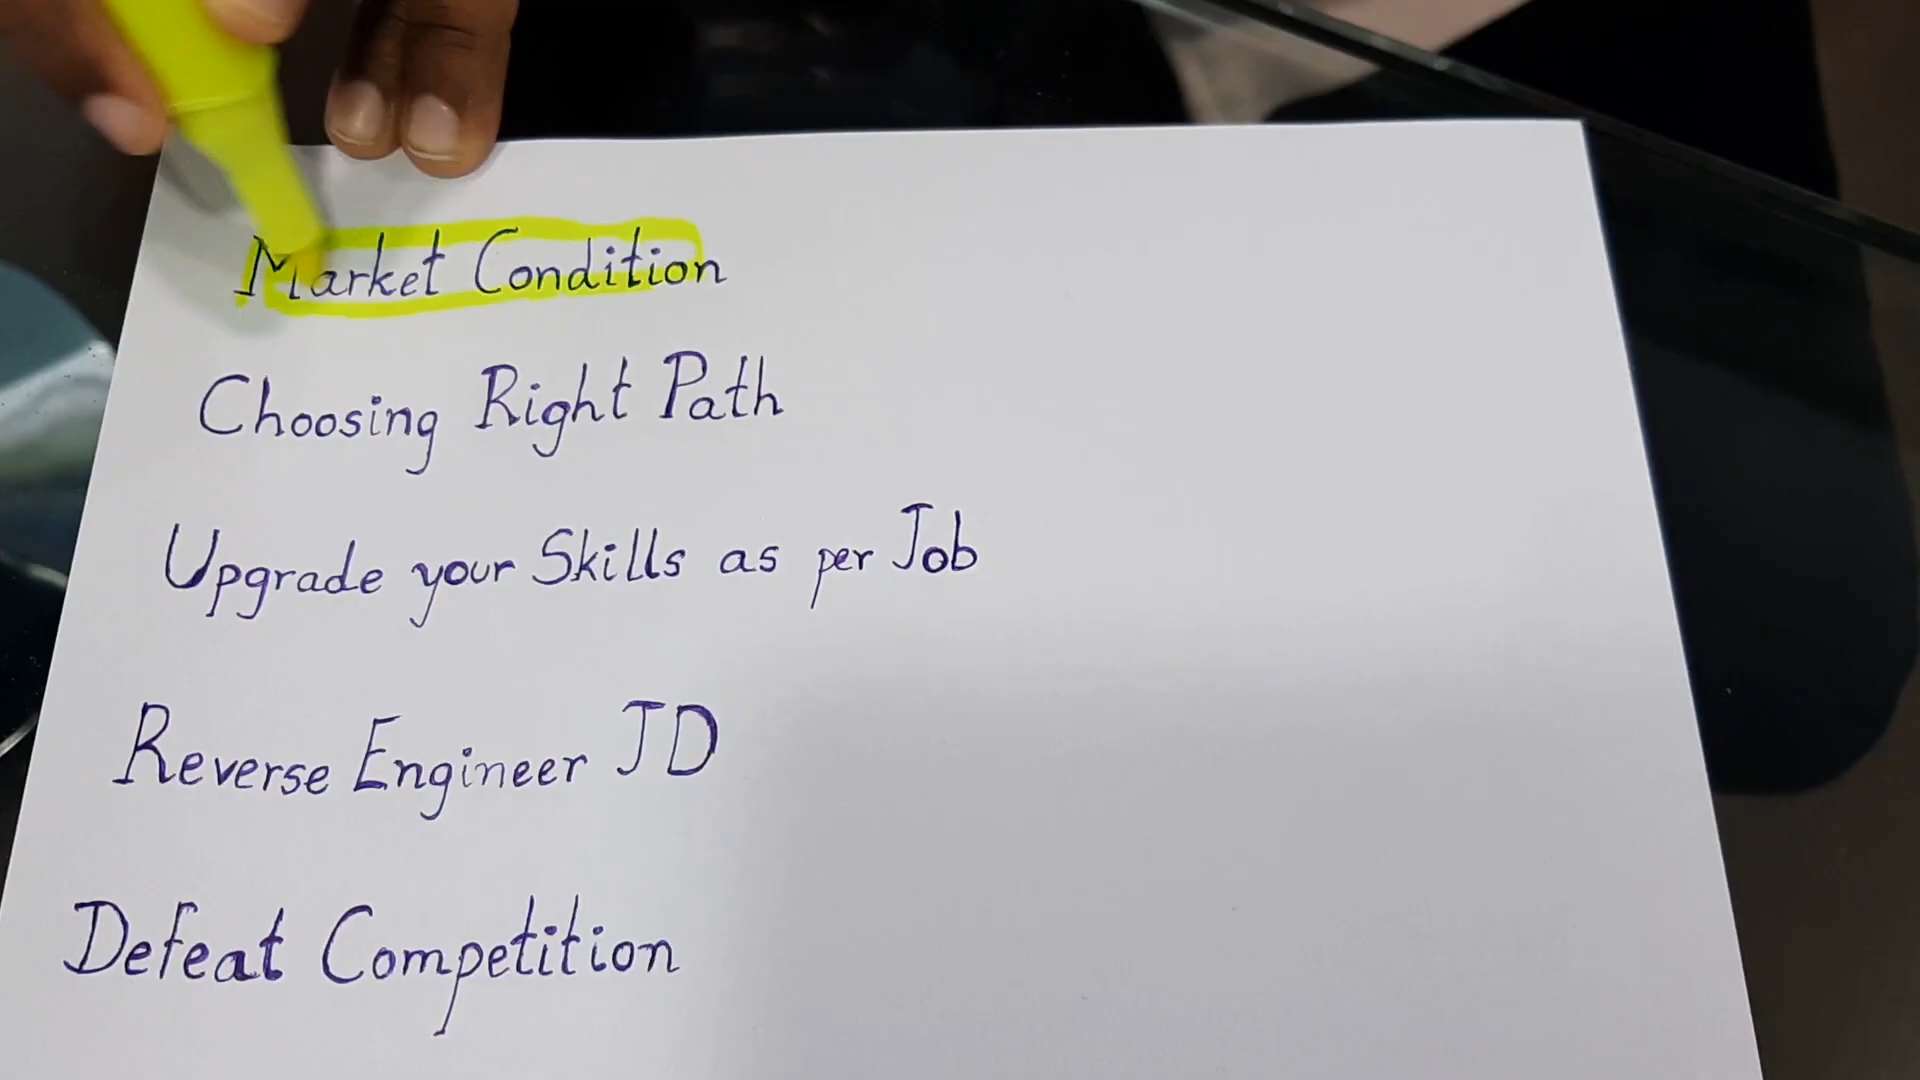 Market Condition
Choosing Right Path
Upgrade your Skills as per Job
Reverse Engineer JD
Defeat Competition